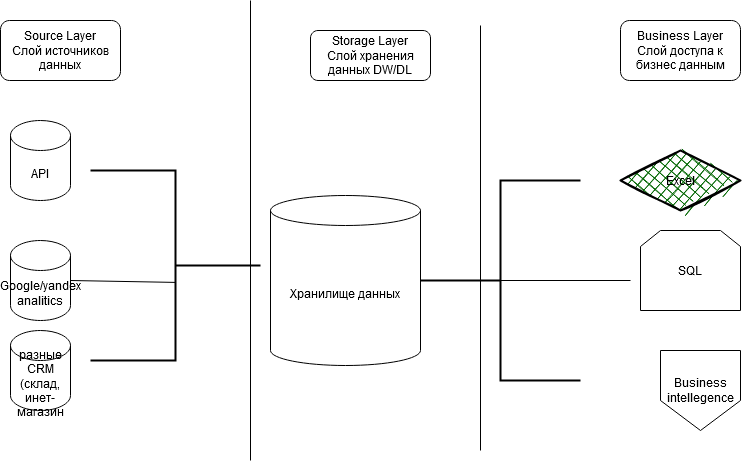 Source Layer
Слой источников
данных
Storage Layer
Слой хранения
данных DW/DL
Business Layer
Слой доступа к
бизнес данным
API
Google/yandex
analitics
разные
CRM
(склад,
инет-
магазин
Хранилище данных
Excel
SQL
Business
intellegence